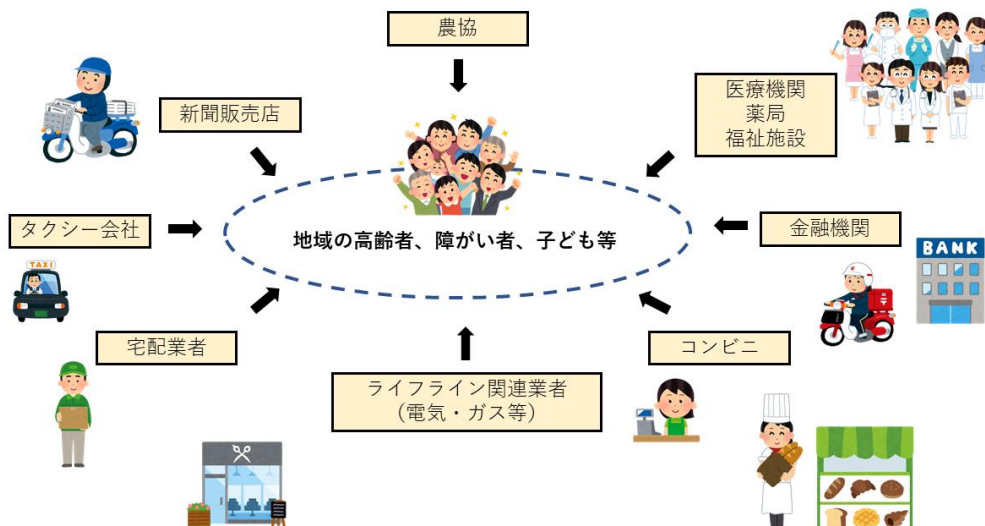 農協
医療機関
薬局
福祉施設
新聞販売店
タクシー会社
TAXI
地域の高齢者、障がい者、子ども等
金融機関
BANK
宅配業者
コンビニ
ライフライン関連業者
(電気・ガス等)